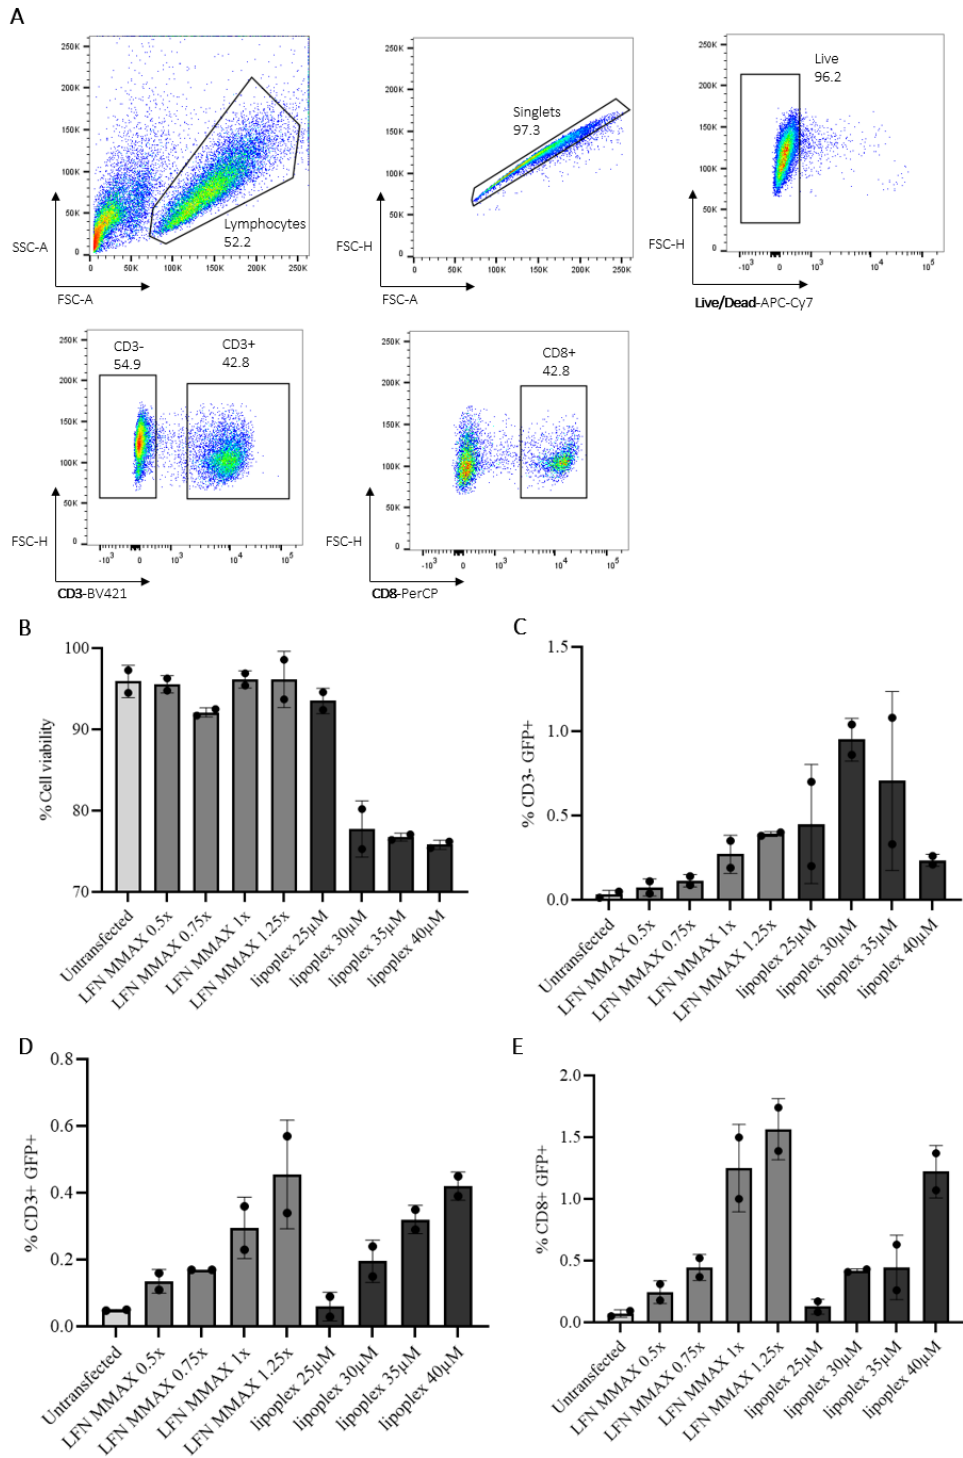 A
250K
200K
150K
100K
50K
0
Lymphocytes
52.2
SSC-A
0
50K
100K
150K
200K
250K
FSC-A
250K
200K
150K
100K
50K
0
Singlets
97.3
FSC-H
0
50K
100K
150K
200K
250K
FSC-A
250K
200K
150K
100K
50K
0
Live
96.2
FSC-H
-10³
0
10³
10⁴
10⁵
Live/Dead-APC-Cy7
250K
200K
150K
100K
50K
0
CD3-
54.9
CD3+
42.8
FSC-H
-10³
0
10³
10⁴
10⁵
CD3-BV421
250K
200K
150K
100K
50K
0
CD8+
42.8
FSC-H
-10³
0
10³
10⁴
10⁵
CD8-PerCP
B
100
90
80
70
% Cell viability
Untransfected
LFN MMAX 0.5x
LFN MMAX 0.75x
LFN MMAX 1x
LFN MMAX 1.25x
lipoplex 25µM
lipoplex 30µM
lipoplex 35µM
lipoplex 40µM
C
1.5
1.0
0.5
0.0
% CD3- GFP+
Untransfected
LFN MMAX 0.5x
LFN MMAX 0.75x
LFN MMAX 1x
LFN MMAX 1.25x
lipoplex 25µM
lipoplex 30µM
lipoplex 35µM
lipoplex 40µM
D
0.8
0.6
0.4
0.2
0.0
% CD3+ GFP+
Untransfected
LFN MMAX 0.5x
LFN MMAX 0.75x
LFN MMAX 1x
LFN MMAX 1.25x
lipoplex 25µM
lipoplex 30µM
lipoplex 35µM
lipoplex 40µM
E
2.0
1.5
1.0
0.5
0.0
% CD8+ GFP+
Untransfected
LFN MMAX 0.5x
LFN MMAX 0.75x
LFN MMAX 1x
LFN MMAX 1.25x
lipoplex 25µM
lipoplex 30µM
lipoplex 35µM
lipoplex 40µM